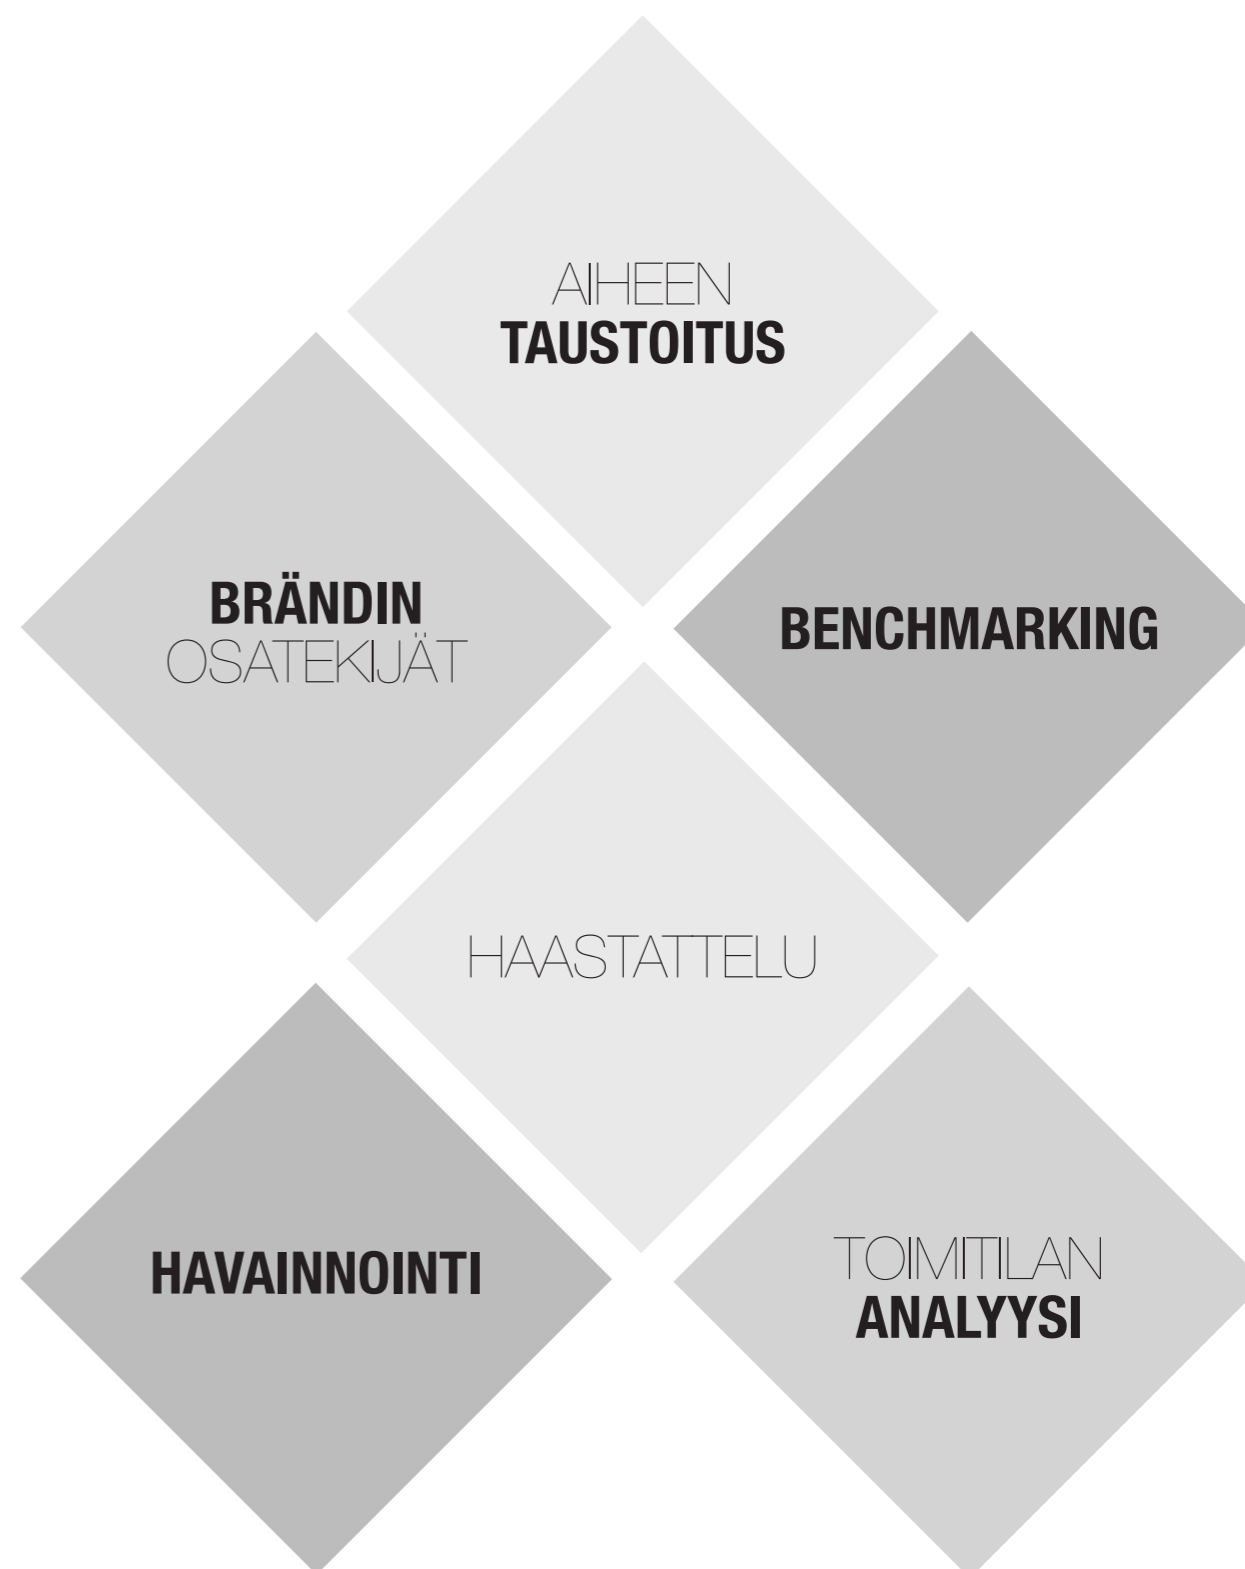 AIHEEN
TAUSTOITUS
BRÄNDIN
OSATEKIJÄT
BENCHMARKING
HAASTATTELU
HAVAINNOINTI
TOIMITILAN
ANALYYSI